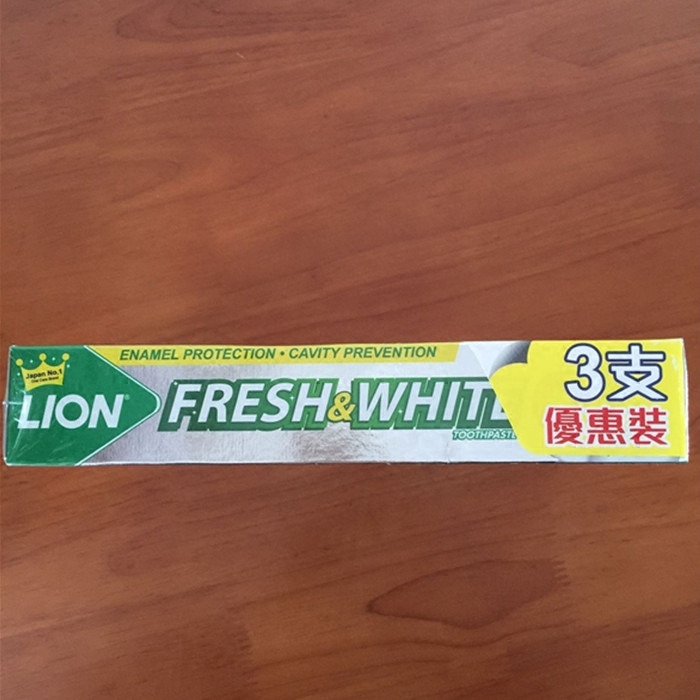 Japan No.1
LION
ENAMEL PROTECTION • CAVITY PREVENTION
FRESH & WHITE
TOOTHPASTE
3支
優惠裝